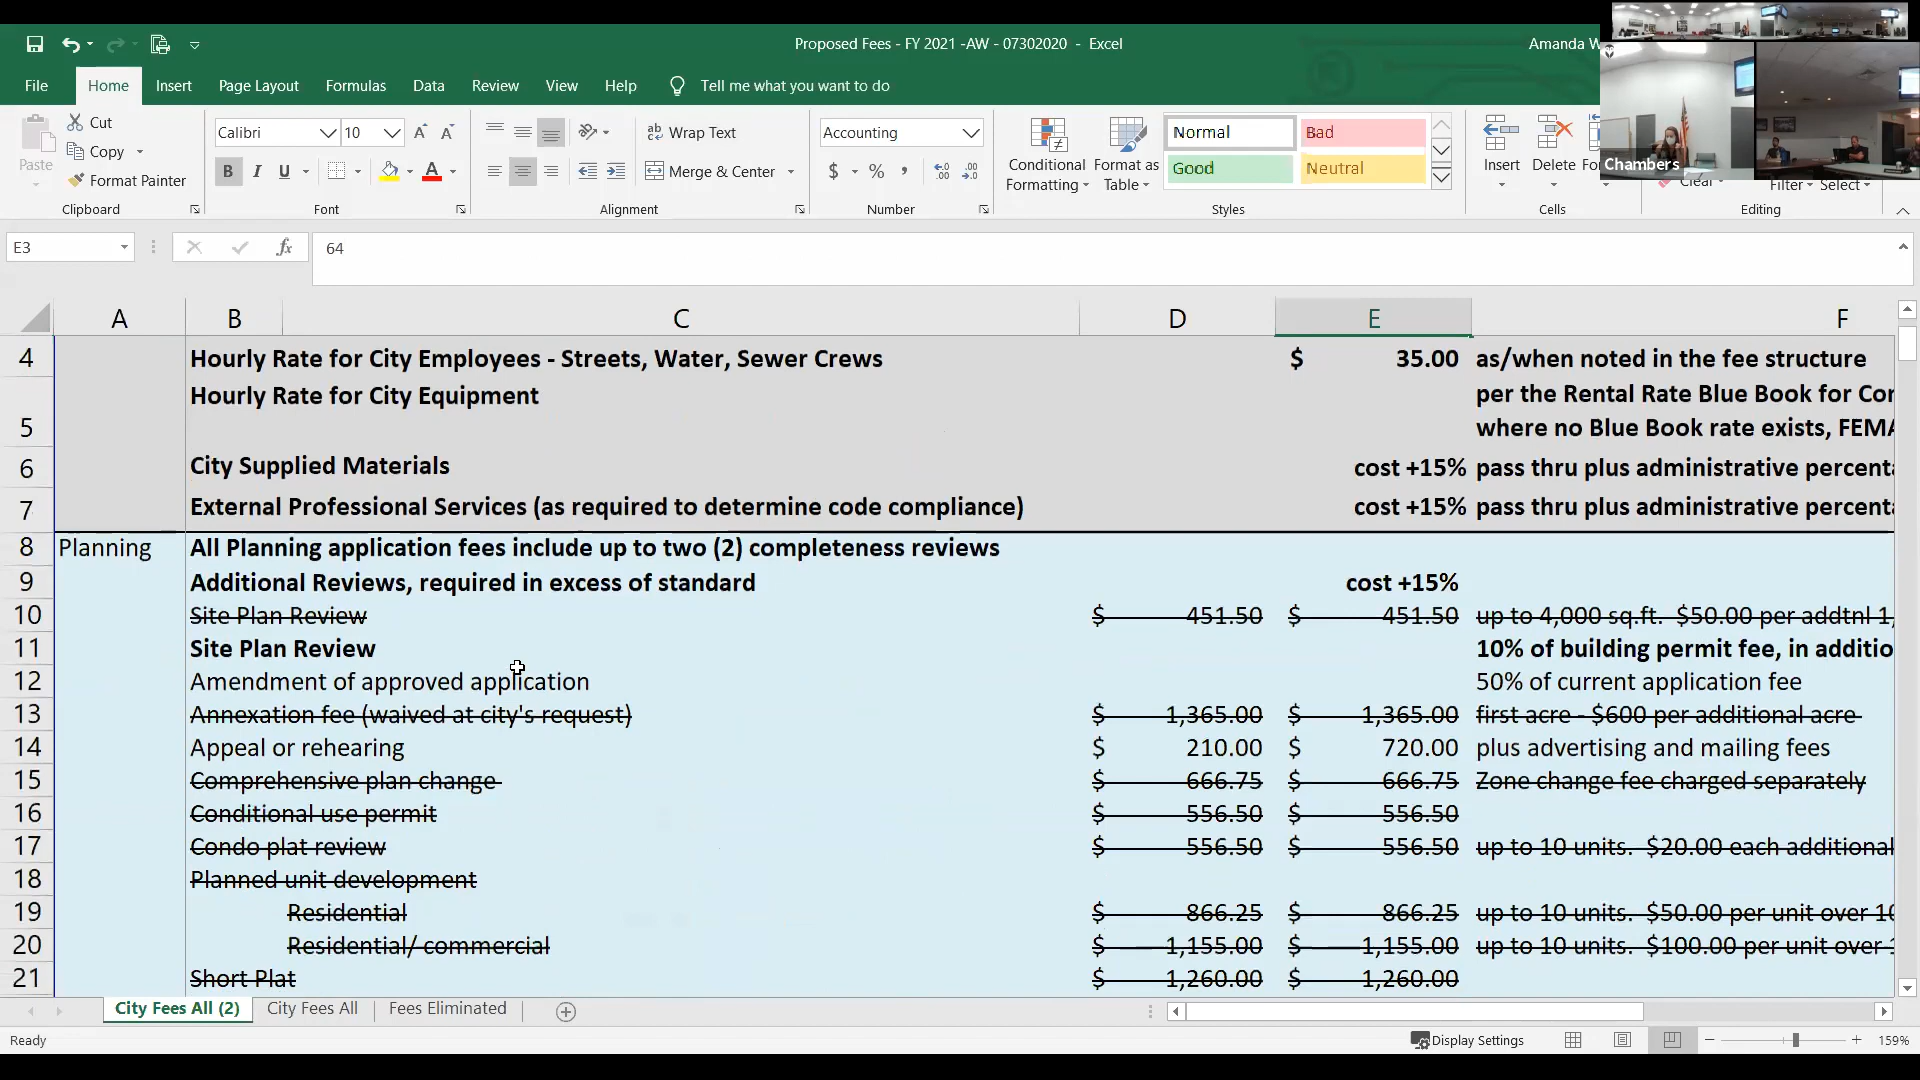 Proposed Fees - FY 2021 -AW - 07302020 - Excel
Amanda W
File Home Insert Page Layout Formulas Data Review View Help Tell me what you want to do
Paste
Cut
Copy
Format Painter
Calibri 10
B I U
Wrap Text
Merge & Center
Accounting
$ % ,
Conditional Formatting
Format as Table
Normal Bad
Good Neutral
Insert Delete
Clear
Filter Select
Chambers
Clipboard Font Alignment Number Styles Cells Editing
E3 fx 64
A B C D E F
4 Hourly Rate for City Employees - Streets, Water, Sewer Crews $ 35.00 as/when noted in the fee structure
5 Hourly Rate for City Equipment per the Rental Rate Blue Book for
where no Blue Book rate exists, FEMA
6 City Supplied Materials cost +15% pass thru plus administrative
7 External Professional Services (as required to determine code compliance) cost +15% pass thru plus administrative
8 Planning All Planning application fees include up to two (2) completeness reviews
9 Additional Reviews, required in excess of standard cost +15%
10 Site Plan Review $ 451.50 $ 451.50 up to 4,000 sq.ft. $50.00 per addtnl 1,
11 Site Plan Review 10% of building permit fee, in
12 Amendment of approved application 50% of current application fee
13 Annexation fee (waived at city's request) $ 1,365.00 $ 1,365.00 first acre - $600 per additional acre
14 Appeal or rehearing $ 210.00 $ 720.00 plus advertising and mailing fees
15 Comprehensive plan change $ 666.75 $ 666.75 Zone change fee charged separately
16 Conditional use permit $ 556.50 $ 556.50
17 Condo plat review $ 556.50 $ 556.50 up to 10 units. $20.00 each additional
18 Planned unit development
19 Residential $ 866.25 $ 866.25 up to 10 units. $50.00 per unit over
20 Residential/ commercial $ 1,155.00 $ 1,155.00 up to 10 units. $100.00 per unit over
21 Short Plat $ 1,260.00 $ 1,260.00
City Fees All (2) City Fees All Fees Eliminated
Ready Display Settings 159%